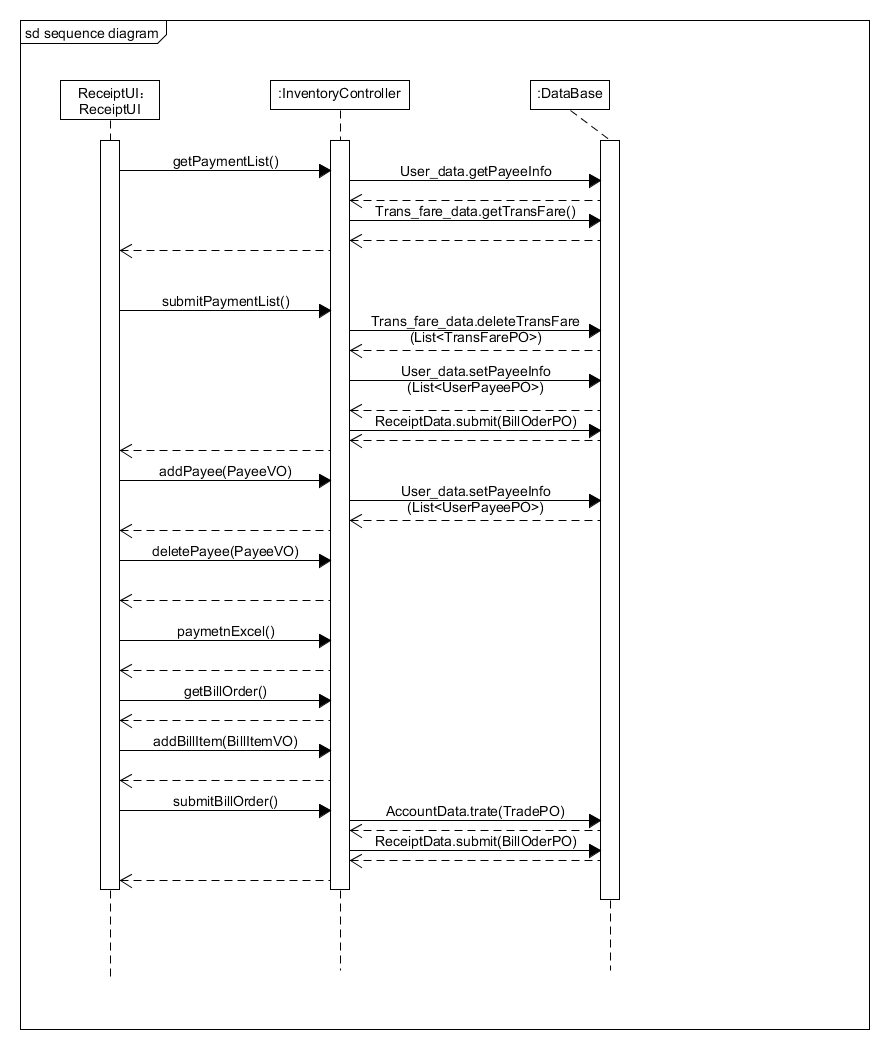 sd sequence diagram
ReceiptUI：
ReceiptUI
:InventoryController
:DataBase
getPaymentList()
User_data.getPayeeInfo
Trans_fare_data.getTransFare()
submitPaymentList()
Trans_fare_data.deleteTransFare
(List<TransFarePO>)
User_data.setPayeeInfo
(List<UserPayeePO>)
ReceiptData.submit(BillOderPO)
addPayee(PayeeVO)
User_data.setPayeeInfo
(List<UserPayeePO>)
deletePayee(PayeeVO)
paymetnExcel()
getBillOrder()
addBillItem(BillItemVO)
submitBillOrder()
AccountData.trate(TradePO)
ReceiptData.submit(BillOderPO)